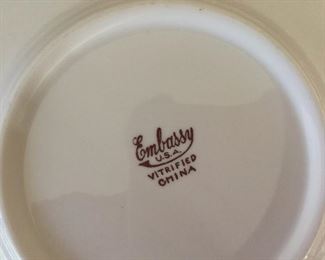 Embassy
U.S.A.
VITRIFIED
CHINA